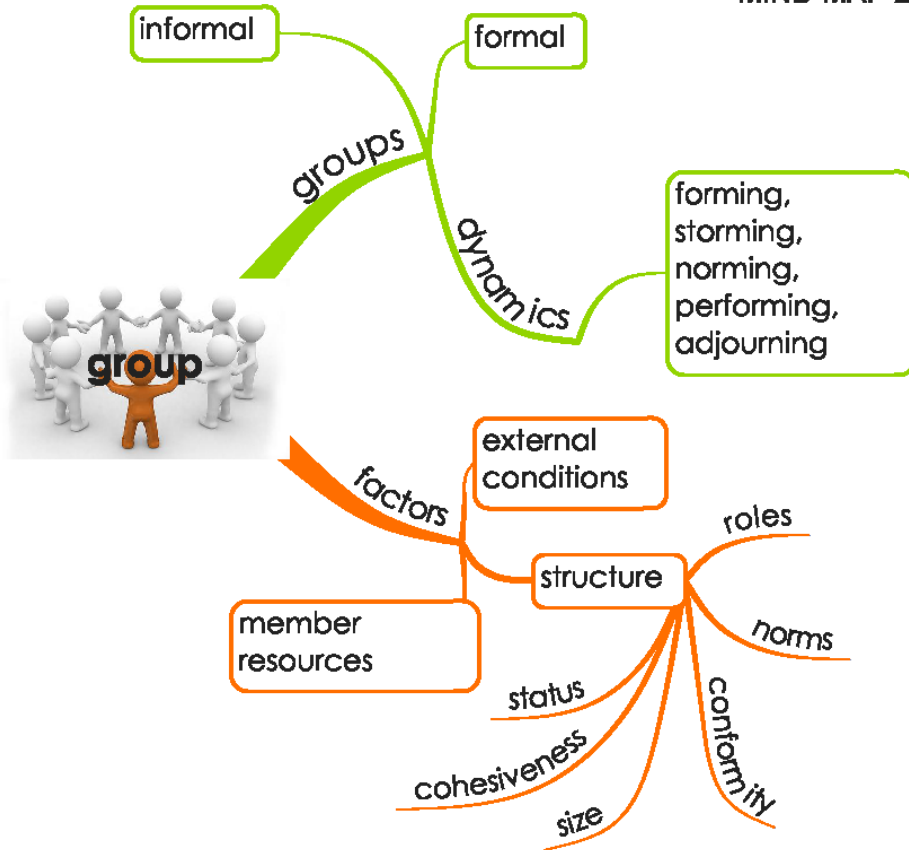 informal
formal
groups
dynamics
forming,
storming,
norming,
performing,
adjourning
group
factors
external
conditions
structure
roles
norms
member
resources
status
cohesiveness
size
conformity